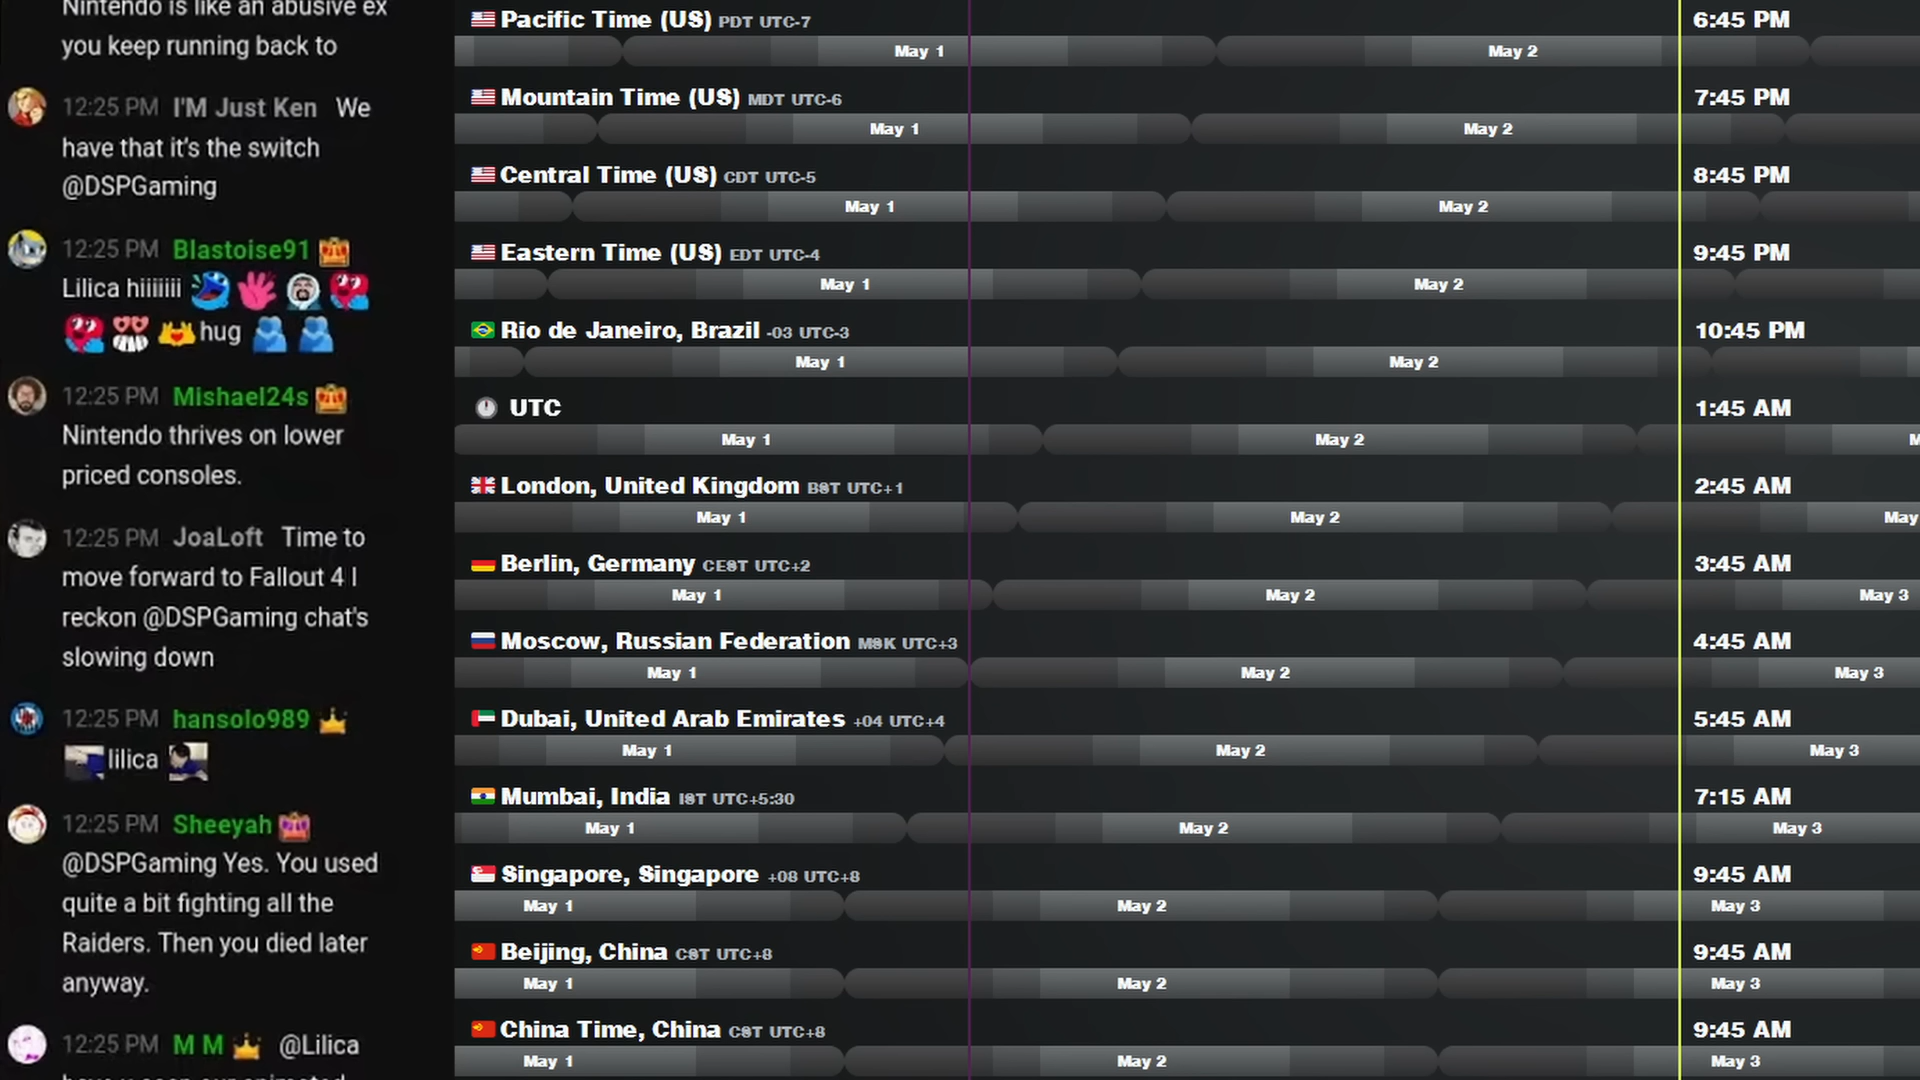 Nintendo is like an abusive ex
you keep running back to
12:25 PM I'M Just Ken We
have that it's the switch
@DSPGaming
12:25 PM Blastoise91
Lilica hiiiiiii
hug
12:25 PM Mishael24s
Nintendo thrives on lower
priced consoles.
12:25 PM JoaLoft Time to
move forward to Fallout 4 I
reckon @DSPGaming chat's
slowing down
12:25 PM hansolo989
lilica
12:25 PM Sheeyah
@DSPGaming Yes. You used
quite a bit fighting all the
Raiders. Then you died later
anyway.
12:25 PM M M @Lilica
Pacific Time (US) PDT UTC-7 6:45 PM
May 1 May 2
Mountain Time (US) MDT UTC-6 7:45 PM
May 1 May 2
Central Time (US) CDT UTC-5 8:45 PM
May 1 May 2
Eastern Time (US) EDT UTC-4 9:45 PM
May 1 May 2
Rio de Janeiro, Brazil -03 UTC-3 10:45 PM
May 1 May 2
UTC 1:45 AM
May 1 May 2 M
London, United Kingdom BST UTC+1 2:45 AM
May 1 May 2 May
Berlin, Germany CEST UTC+2 3:45 AM
May 1 May 2 May 3
Moscow, Russian Federation MSK UTC+3 4:45 AM
May 1 May 2 May 3
Dubai, United Arab Emirates +04 UTC+4 5:45 AM
May 1 May 2 May 3
Mumbai, India IST UTC+5:30 7:15 AM
May 1 May 2 May 3
Singapore, Singapore +08 UTC+8 9:45 AM
May 1 May 2 May 3
Beijing, China CST UTC+8 9:45 AM
May 1 May 2 May 3
China Time, China CST UTC+8 9:45 AM
May 1 May 2 May 3